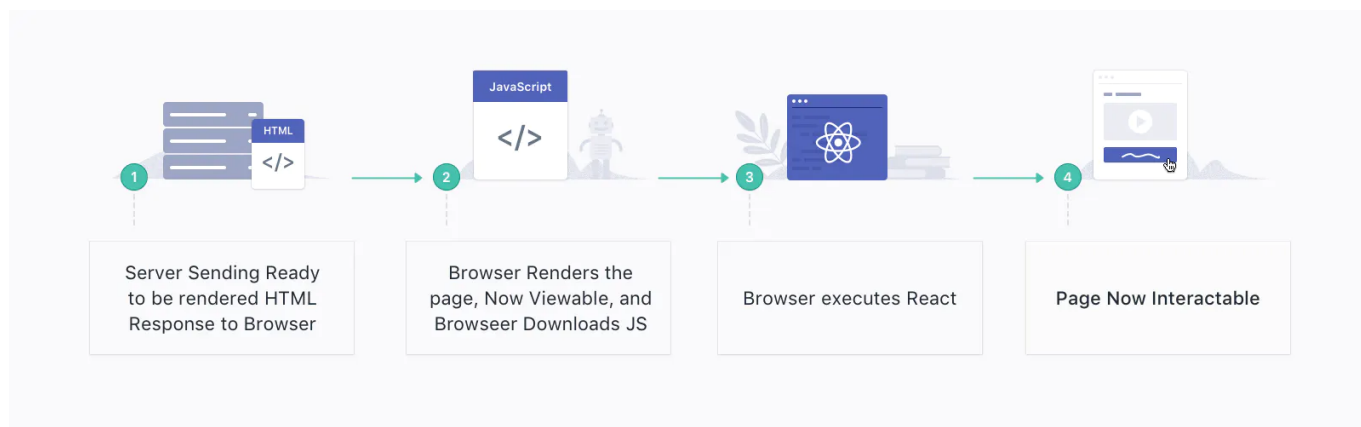 HTML
</>
1
JavaScript
</>
2
3
4
Server Sending Ready
to be rendered HTML
Response to Browser
Browser Renders the
page, Now Viewable, and
Browseer Downloads JS
Browser executes React
Page Now Interactable